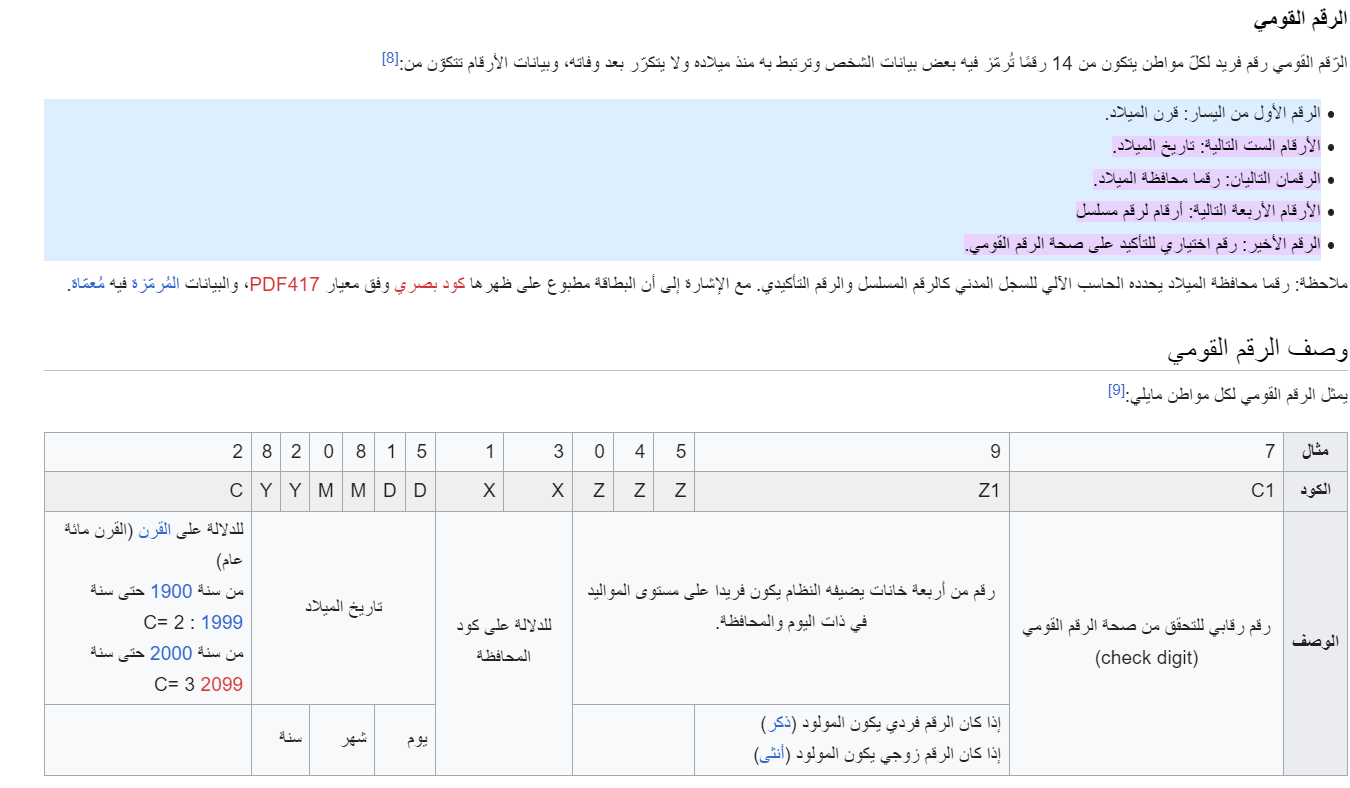 الرقم القومي
الرّقم القومي رقم فريد لكلّ مواطن يتكون من 14 رقمًا تُرمّز فيه بعض بيانات الشخص وترتبط به منذ ميلاده ولا يتكرّر بعد وفاته، وبيانات الأرقام تتكوّن من:[8]
• الرقم الأول من اليسار: قرن الميلاد.
• الأرقام الست التالية: تاريخ الميلاد.
• الرقمان التاليان: رقما محافظة الميلاد.
• الأرقام الأربعة التالية: أرقام لرقم مسلسل
• الرقم الأخير: رقم اختياري للتأكيد على صحة الرقم القومي.
ملاحظة: رقما محافظة الميلاد يحدده الحاسب الآلي للسجل المدني كالرقم المسلسل والرقم التأكيدي. مع الإشارة إلى أن البطاقة مطبوع على ظهرها كود بصري وفق معيار PDF417، والبيانات المُرمّزة فيه مُعمّاة.
وصف الرقم القومي
يمثل الرقم القومي لكل مواطن مايلي:[9]
مثال 7 9 5 4 0 3 1 5 1 8 0 2 8 2
الكود C1 Z1 Z Z Z X X D D M M Y Y C
الوصف
رقم رقابي للتحقق من صحة الرقم القومي
(check digit)
رقم من أربعة خانات يضيفه النظام يكون فريدا على مستوى المواليد
في ذات اليوم والمحافظة.
إذا كان الرقم فردي يكون المولود (ذكر)
إذا كان الرقم زوجي يكون المولود (أنثى)
للدلالة على كود
المحافظة
تاريخ الميلاد
يوم
شهر
سنة
للدلالة على القرن (القرن مائة
عام)
من سنة 1900 حتى سنة
1999 : C= 2
من سنة 2000 حتى سنة
2099 C= 3